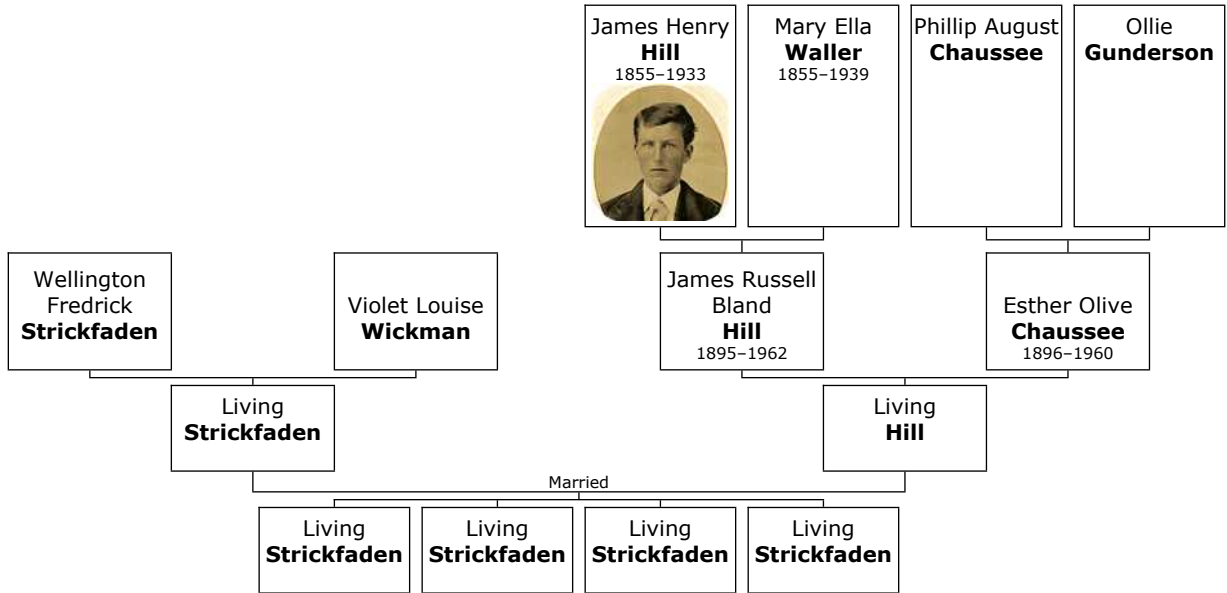 James Henry
Hill
1855–1933
Mary Ella
Waller
1855–1939
Phillip August
Chaussee
Ollie
Gunderson
Wellington
Fredrick
Strickfaden
Violet Louise
Wickman
James Russell
Bland
Hill
1895–1962
Esther Olive
Chaussee
1896–1960
Living
Strickfaden
Living
Hill
Married
Living
Strickfaden
Living
Strickfaden
Living
Strickfaden
Living
Strickfaden